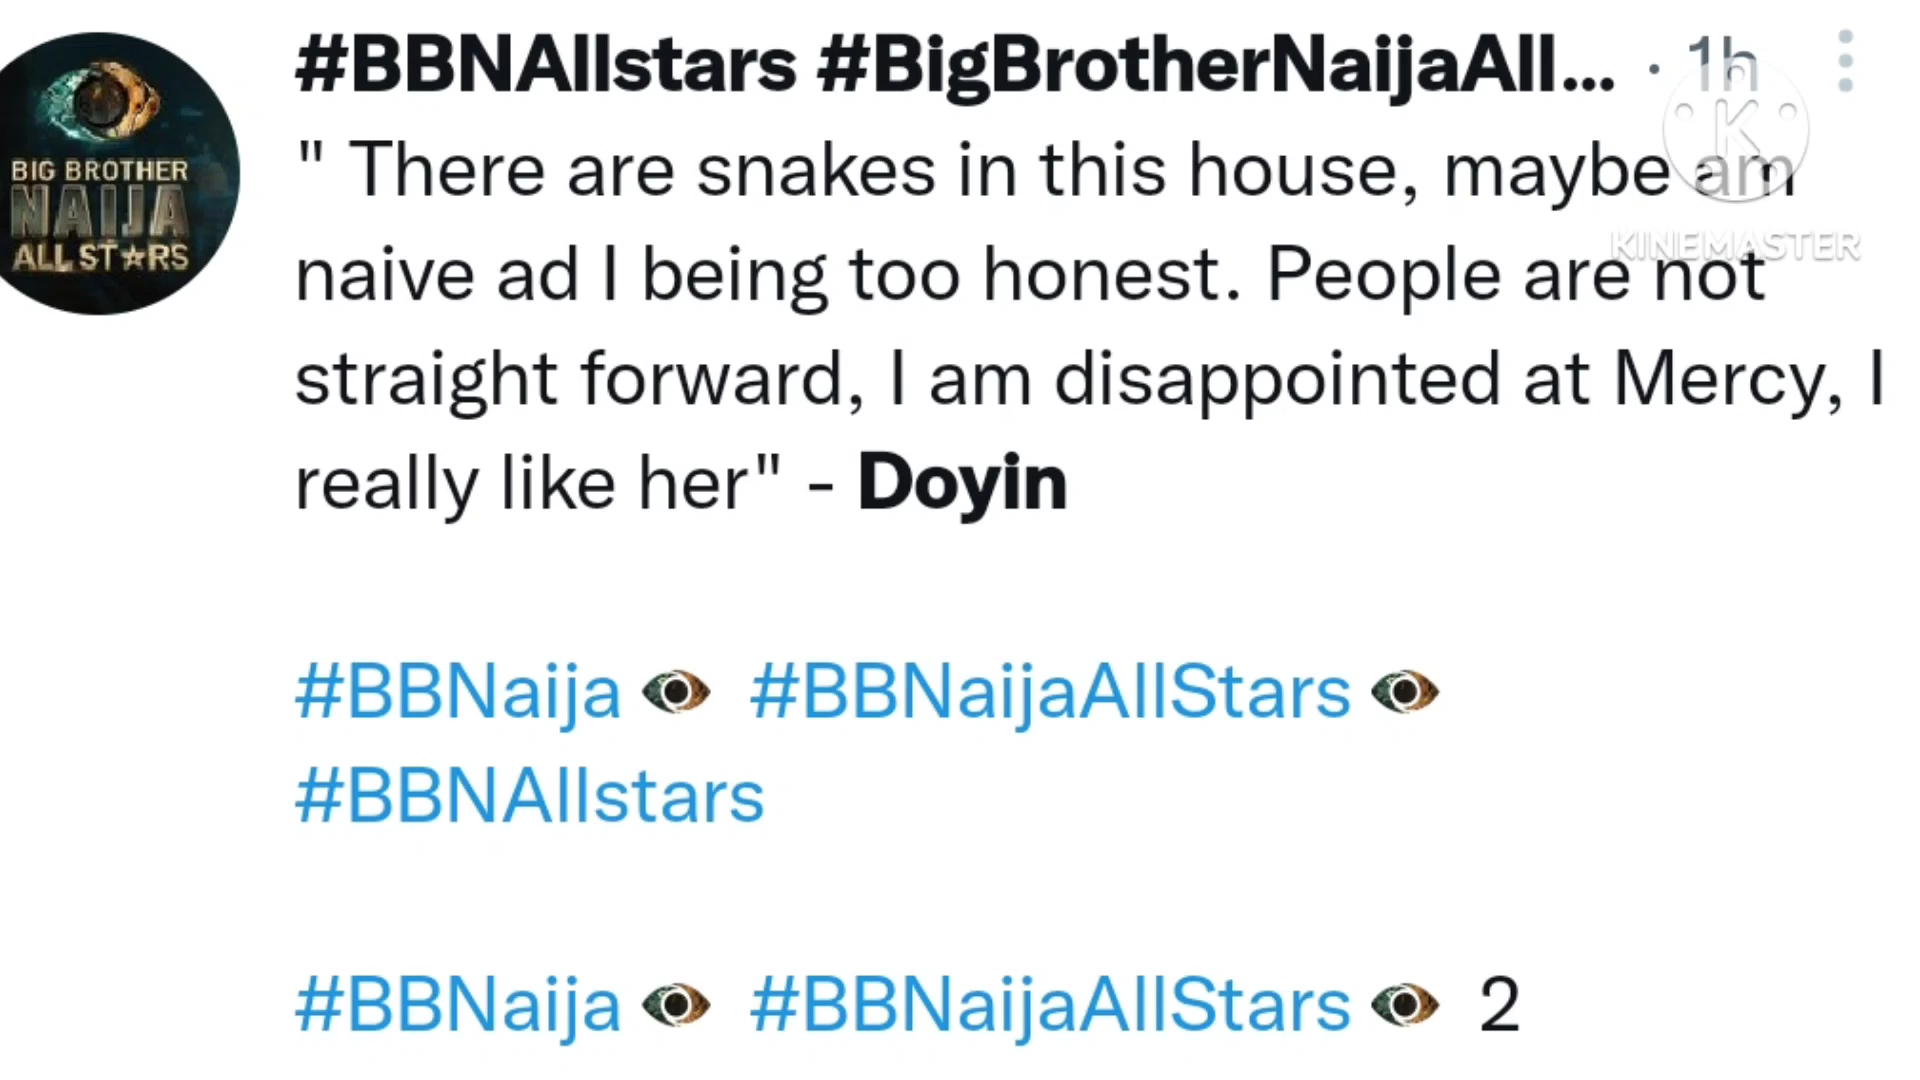 #BBNAllstars #BigBrotherNaijaAll... · 1h
BIG BROTHER
NAIJA
ALL ST★RS
K
KINEMASTER
" There are snakes in this house, maybe am
naive ad I being too honest. People are not
straight forward, I am disappointed at Mercy, I
really like her" - Doyin
#BBNaija #BBNaijaAllStars
#BBNAllstars
#BBNaija #BBNaijaAllStars 2